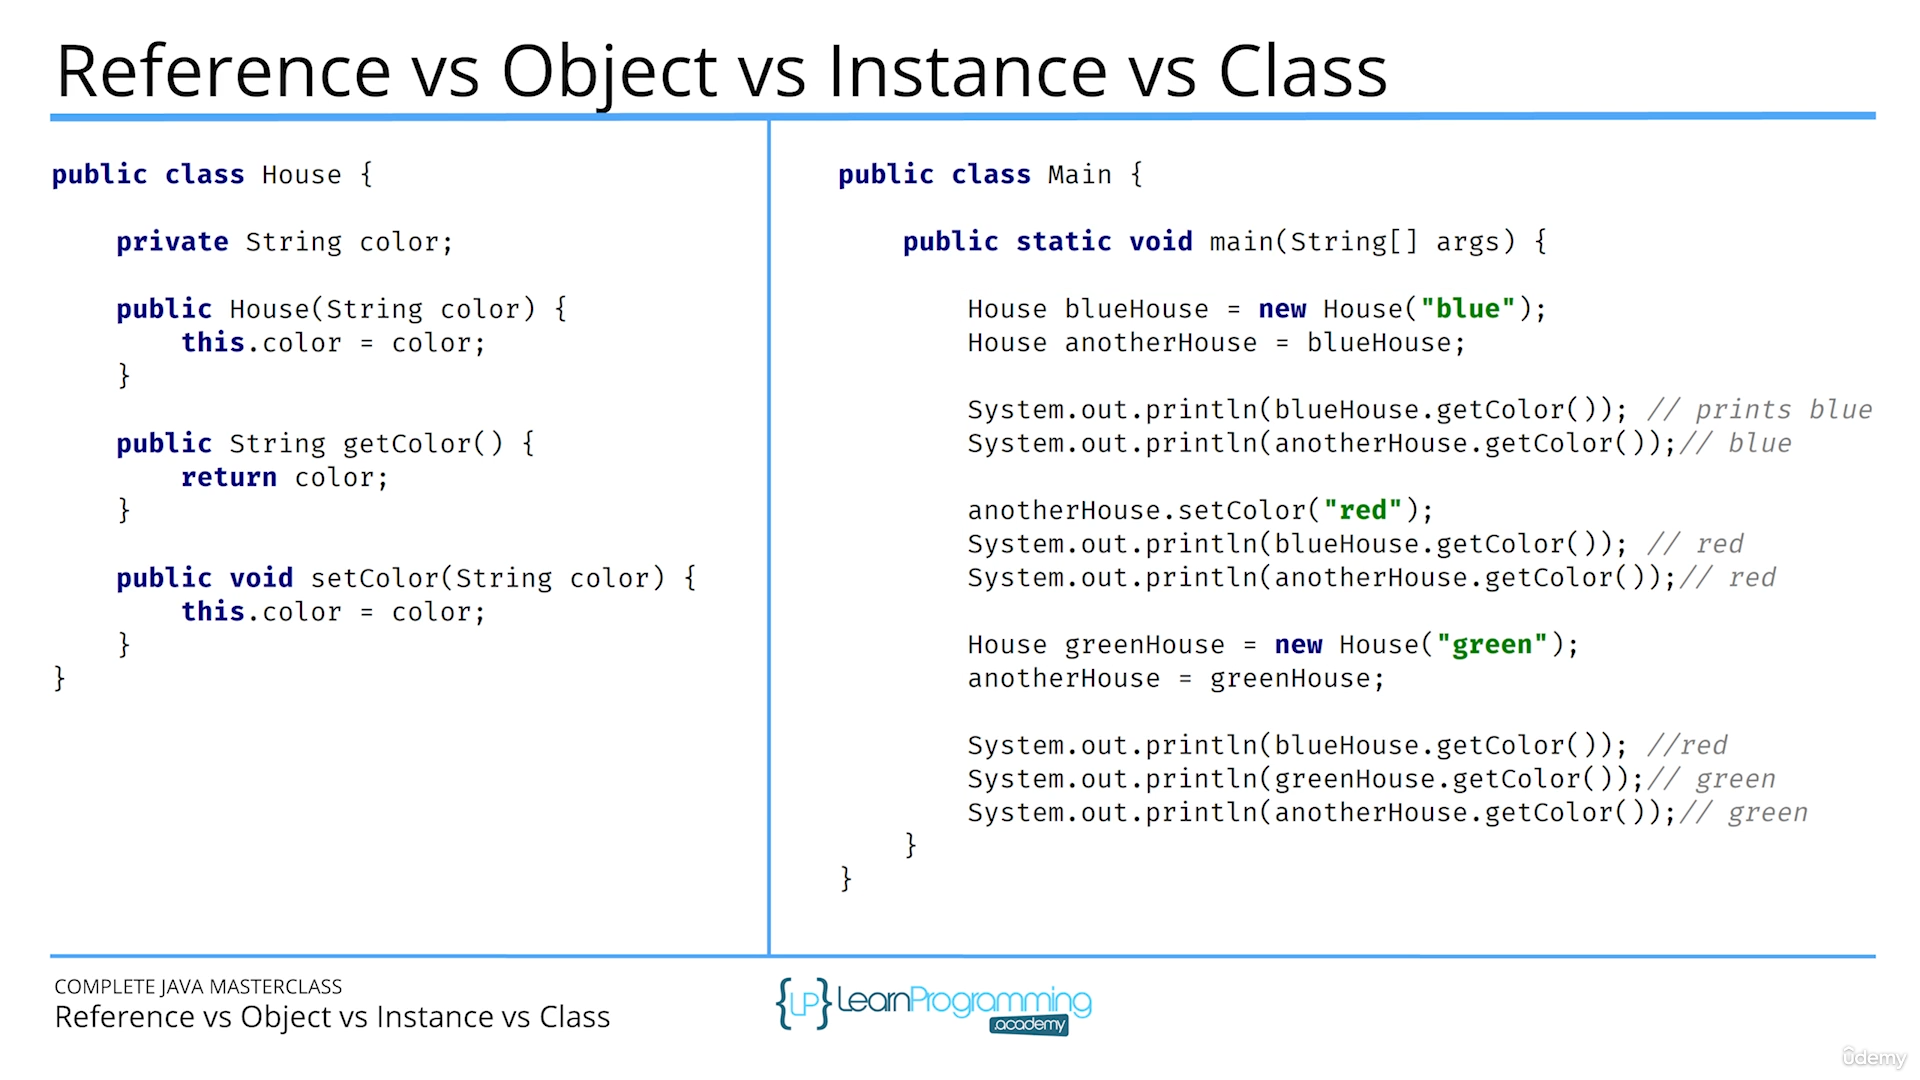 Reference vs Object vs Instance vs Class
public class House {
private String color;
public House(String color) {
this.color = color;
}
public String getColor() {
return color;
}
public void setColor(String color) {
this.color = color;
}
}
public class Main {
public static void main(String[] args) {
House blueHouse = new House("blue");
House anotherHouse = blueHouse;
System.out.println(blueHouse.getColor()); // prints blue
System.out.println(anotherHouse.getColor());// blue
anotherHouse.setColor("red");
System.out.println(blueHouse.getColor()); // red
System.out.println(anotherHouse.getColor());// red
House greenHouse = new House("green");
anotherHouse = greenHouse;
System.out.println(blueHouse.getColor()); //red
System.out.println(greenHouse.getColor());// green
System.out.println(anotherHouse.getColor());// green
}
}
COMPLETE JAVA MASTERCLASS
Reference vs Object vs Instance vs Class
{LP} LearnProgramming
.academy
ûdemy